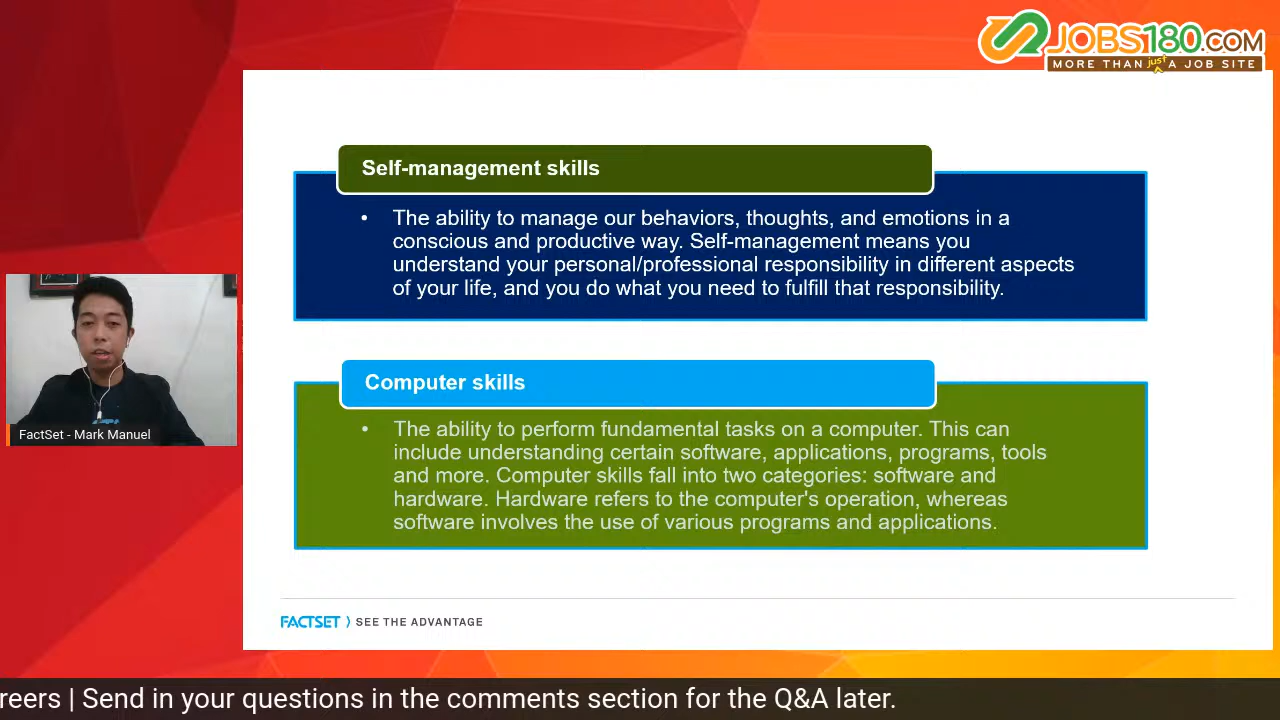 JOBS180.COM
MORE THAN just A JOB SITE
Self-management skills
• The ability to manage our behaviors, thoughts, and emotions in a
conscious and productive way. Self-management means you
understand your personal/professional responsibility in different aspects
of your life, and you do what you need to fulfill that responsibility.
Computer skills
• The ability to perform fundamental tasks on a computer. This can
include understanding certain software, applications, programs, tools
and more. Computer skills fall into two categories: software and
hardware. Hardware refers to the computer's operation, whereas
software involves the use of various programs and applications.
FactSet - Mark Manuel
FACTSET ⟩ SEE THE ADVANTAGE
reers | Send in your questions in the comments section for the Q&A later.